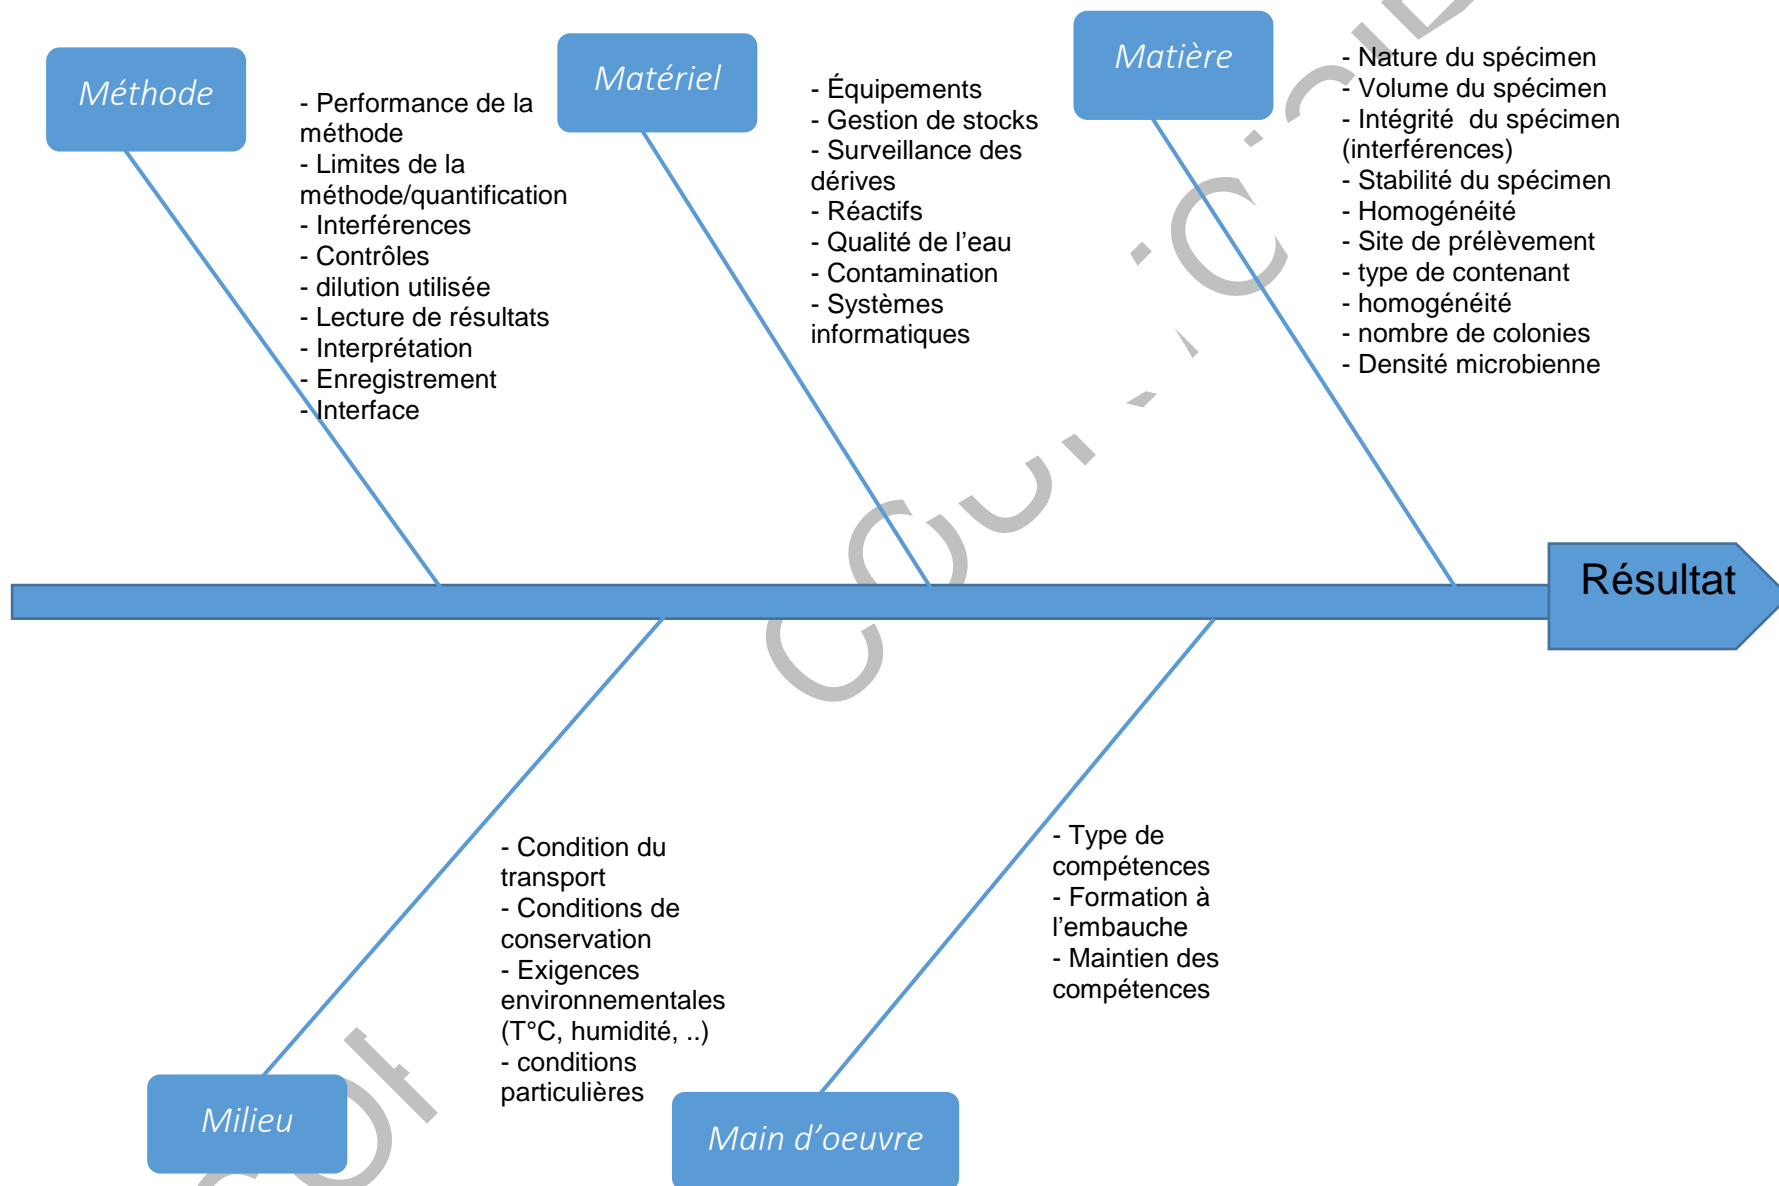 Méthode
- Performance de la
méthode
- Limites de la
méthode/quantification
- Interférences
- Contrôles
- dilution utilisée
- Lecture de résultats
- Interprétation
- Enregistrement
- Interface
Matériel
- Équipements
- Gestion de stocks
- Surveillance des
dérives
- Réactifs
- Qualité de l’eau
- Contamination
- Systèmes
informatiques
Matière
- Nature du spécimen
- Volume du spécimen
- Intégrité  du spécimen
(interférences)
- Stabilité du spécimen
- Homogénéité
- Site de prélèvement
- type de contenant
- homogénéité
- nombre de colonies
- Densité microbienne
Résultat
- Condition du
transport
- Conditions de
conservation
- Exigences
environnementales
(T°C, humidité, ..)
- conditions
particulières
Milieu
- Type de
compétences
- Formation à
l’embauche
- Maintien des
compétences
Main d’oeuvre